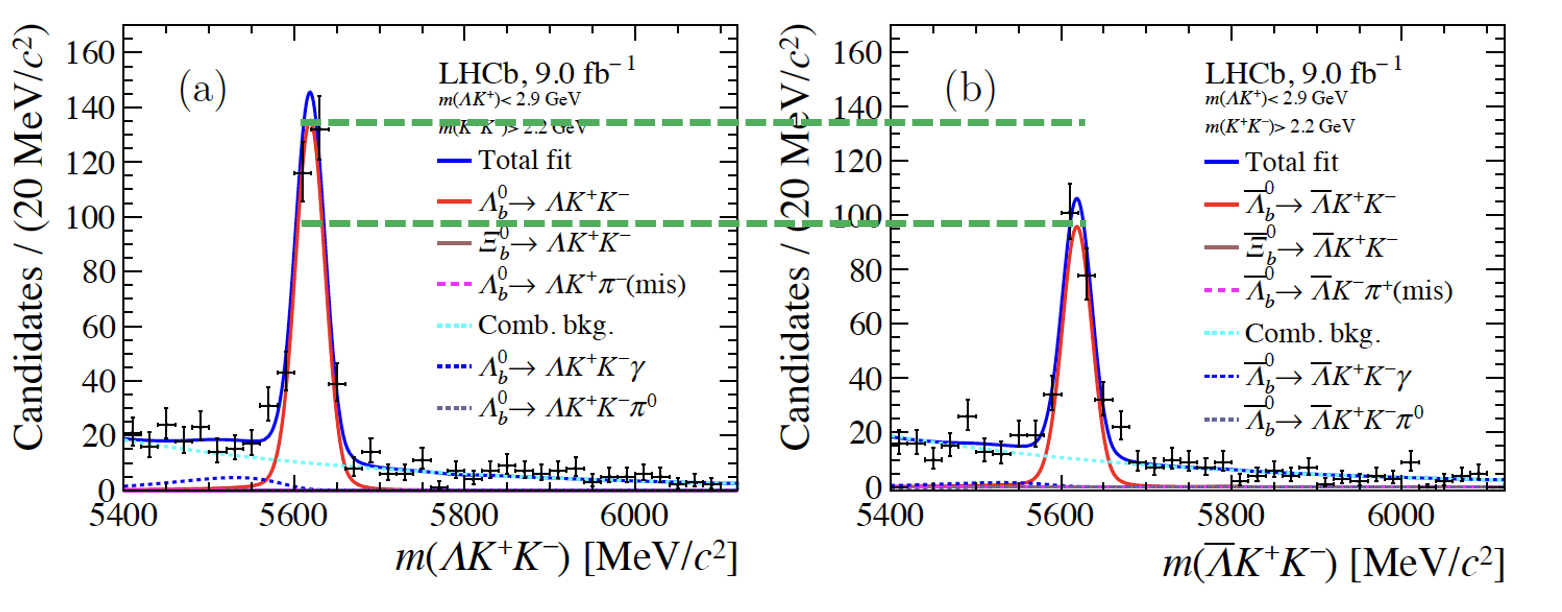 Candidates / (20 MeV/c²)
160
140
120
100
80
60
40
20
0
5400
5600
5800
6000
m(ΛK⁺K⁻) [MeV/c²]
(a)
LHCb, 9.0 fb⁻¹
m(ΛK⁺)< 2.9 GeV
m(K⁺K⁻)> 2.2 GeV
Total fit
Λ⁰_b → ΛK⁺K⁻
Ξ⁰_b → ΛK⁺K⁻
Λ⁰_b → ΛK⁺π⁻(mis)
Comb. bkg.
Λ⁰_b → ΛK⁺K⁻γ
Λ⁰_b → ΛK⁺K⁻π⁰
Candidates / (20 MeV/c²)
160
140
120
100
80
60
40
20
0
5400
5600
5800
6000
m(Λ̅K⁺K⁻) [MeV/c²]
(b)
LHCb, 9.0 fb⁻¹
m(ΛK⁺)< 2.9 GeV
m(K⁺K⁻)> 2.2 GeV
Total fit
Λ̅⁰_b → Λ̅K⁺K⁻
Ξ̅⁰_b → Λ̅K⁺K⁻
Λ̅⁰_b → Λ̅K⁻π⁺(mis)
Comb. bkg.
Λ̅⁰_b → Λ̅K⁺K⁻γ
Λ̅⁰_b → Λ̅K⁺K⁻π⁰